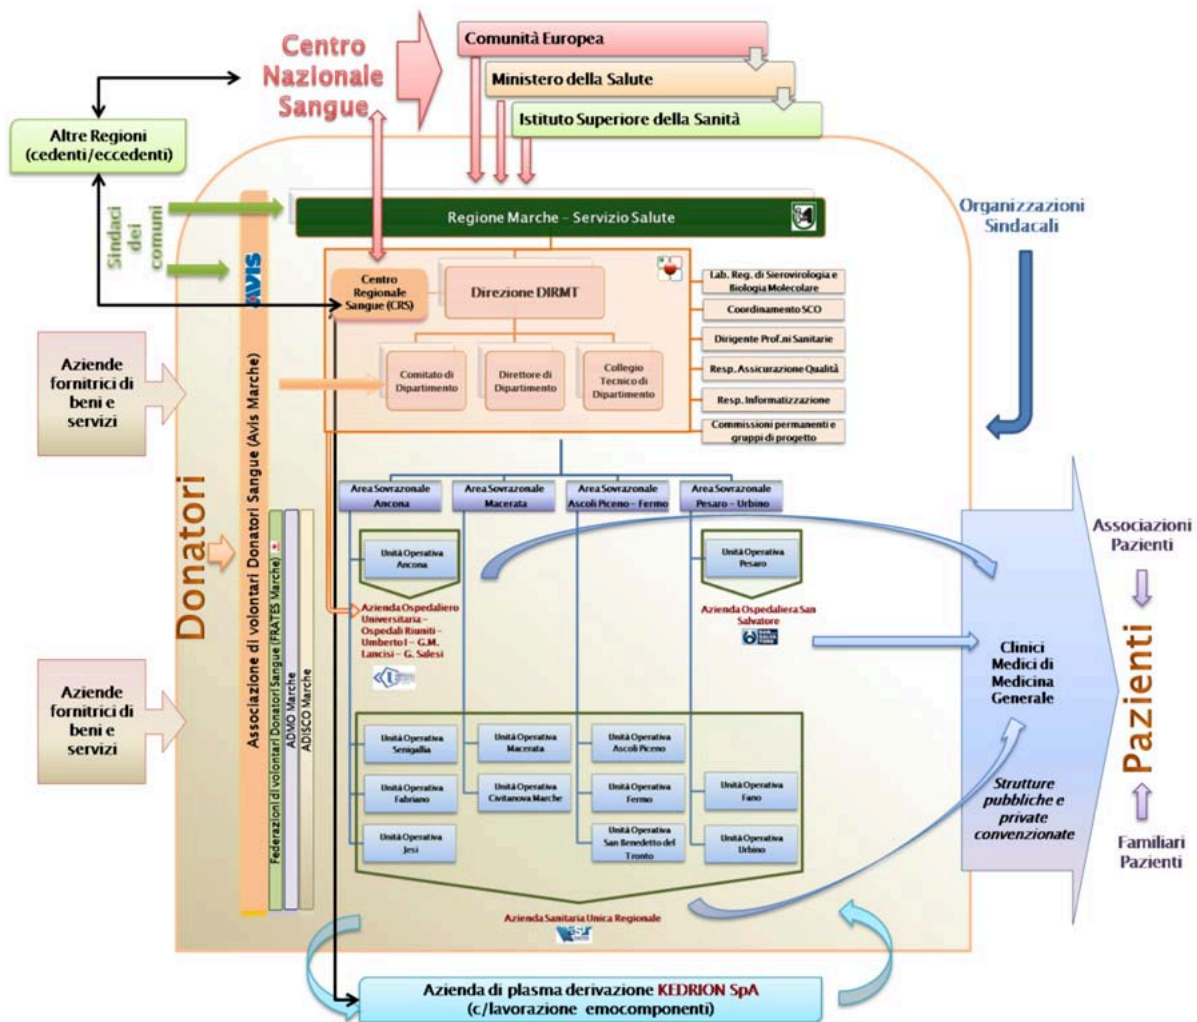 Centro
Nazionale
Sangue
Comunità Europea
Ministero della Salute
Istituto Superiore della Sanità
Altre Regioni
(cedenti/eccedenti)
Sindaci
dei
comuni
Regione Marche - Servizio Salute
Organizzazioni
Sindacali
AVIS
Centro
Regionale
Sangue (CRS)
Direzione DIRMT
Comitato di
Dipartimento
Direttore di
Dipartimento
Collegio
Tecnico di
Dipartimento
Lab. Reg. di Sierovirologia e
Biologia Molecolare
Coordinamento SCO
Dirigente Prof.ni Sanitarie
Resp. Assicurazione Qualità
Resp. Informatizzazione
Commissioni permanenti e
gruppi di progetto
Aziende
fornitrici di
beni e
servizi
Aziende
fornitrici di
beni e
servizi
Donatori
Associazione di volontari Donatori Sangue (Avis Marche)
Federazioni di volontari Donatori Sangue (FRATES Marche)
ADMO Marche
ADISCO Marche
Area Sovrazonale
Ancona
Area Sovrazonale
Macerata
Area Sovrazonale
Ascoli Piceno - Fermo
Area Sovrazonale
Pesaro - Urbino
Unità Operativa
Ancona
Azienda Ospedaliero
Universitaria -
Ospedali Riuniti -
Umberto I - G.M.
Lancisi - G. Salesi
Unità Operativa
Pesaro
Azienda Ospedaliera San
Salvatore
SAN
SALVA
TORE
Unità Operativa
Senigallia
Unità Operativa
Macerata
Unità Operativa
Ascoli Piceno
Unità Operativa
Fabriano
Unità Operativa
Civitanova Marche
Unità Operativa
Fermo
Unità Operativa
Fano
Unità Operativa
Jesi
Unità Operativa
San Benedetto del
Tronto
Unità Operativa
Urbino
Azienda Sanitaria Unica Regionale
Clinici
Medici di
Medicina
Generale
Strutture
pubbliche e
private
convenzionate
Associazioni
Pazienti
Pazienti
Familiari
Pazienti
Azienda di plasma derivazione KEDRION SpA
(c/lavorazione emocomponenti)